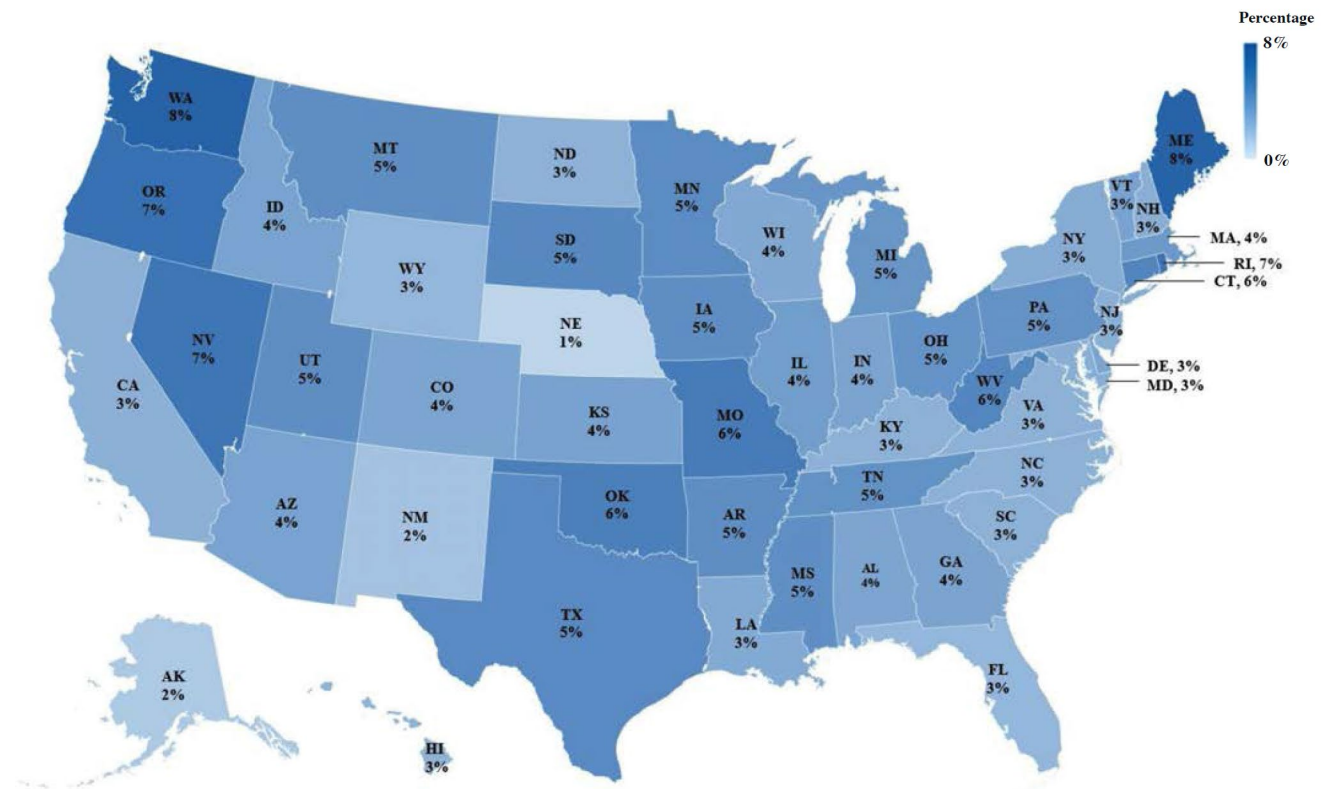 Percentage
8%
0%
WA
8%
OR
7%
ID
4%
MT
5%
ND
3%
MN
5%
SD
5%
WY
3%
WI
4%
MI
5%
NY
3%
VT
3%
NH
3%
ME
8%
MA, 4%
RI, 7%
CT, 6%
CA
3%
NV
7%
UT
5%
CO
4%
NE
1%
IA
5%
KS
4%
MO
6%
IL
4%
IN
4%
OH
5%
PA
5%
NJ
3%
DE, 3%
MD, 3%
WV
6%
VA
3%
KY
3%
TN
5%
NC
3%
SC
3%
AZ
4%
NM
2%
OK
6%
AR
5%
TX
5%
LA
3%
MS
5%
AL
4%
GA
4%
FL
3%
AK
2%
HI
3%